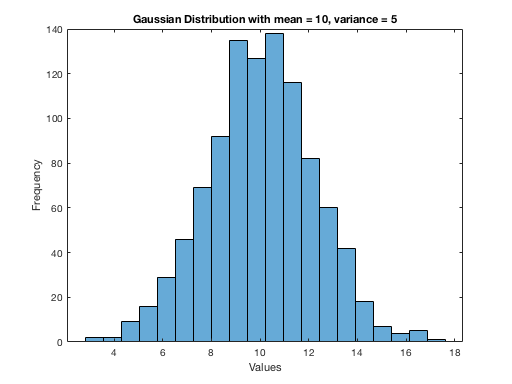 Gaussian Distribution with mean = 10, variance = 5
140
120
100
80
60
40
20
0
Frequency
4 6 8 10 12 14 16 18
Values